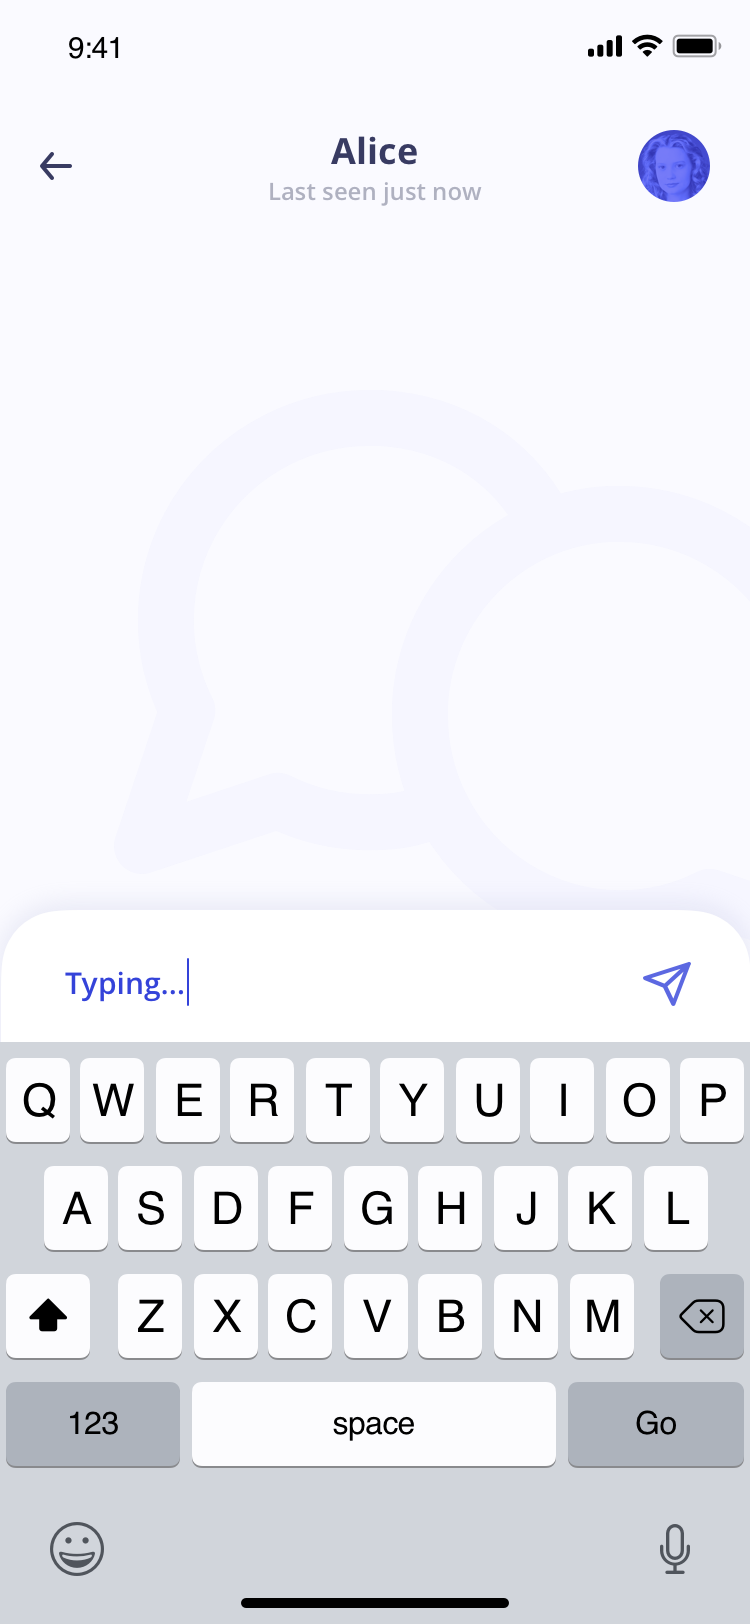 9:41
Alice
Last seen just now
Typing...
Q W E R T Y U I O P
A S D F G H J K L
Z X C V B N M
123 space Go